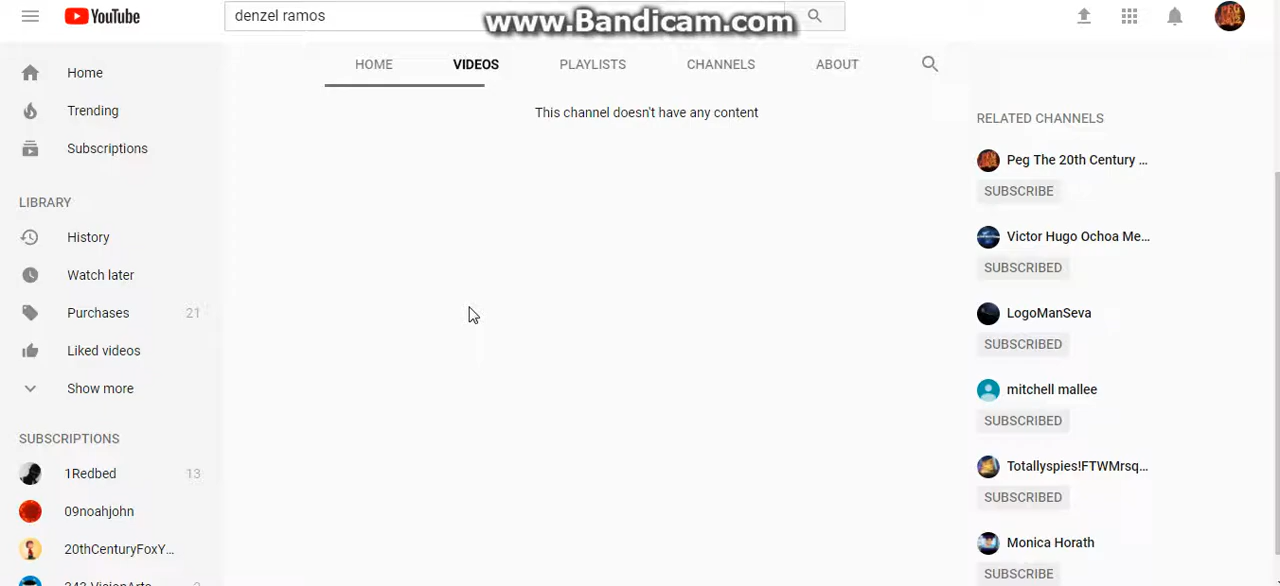 YouTube
denzel ramos
www.Bandicam.com
HOME VIDEOS PLAYLISTS CHANNELS ABOUT
This channel doesn't have any content
Home
Trending
Subscriptions
LIBRARY
History
Watch later
Purchases 21
Liked videos
Show more
SUBSCRIPTIONS
1Redbed 13
09noahjohn
20thCenturyFoxY...
RELATED CHANNELS
Peg The 20th Century ...
SUBSCRIBE
Victor Hugo Ochoa Me...
SUBSCRIBED
LogoManSeva
SUBSCRIBED
mitchell mallee
SUBSCRIBED
Totallyspies!FTWMrsq...
SUBSCRIBED
Monica Horath
SUBSCRIBE